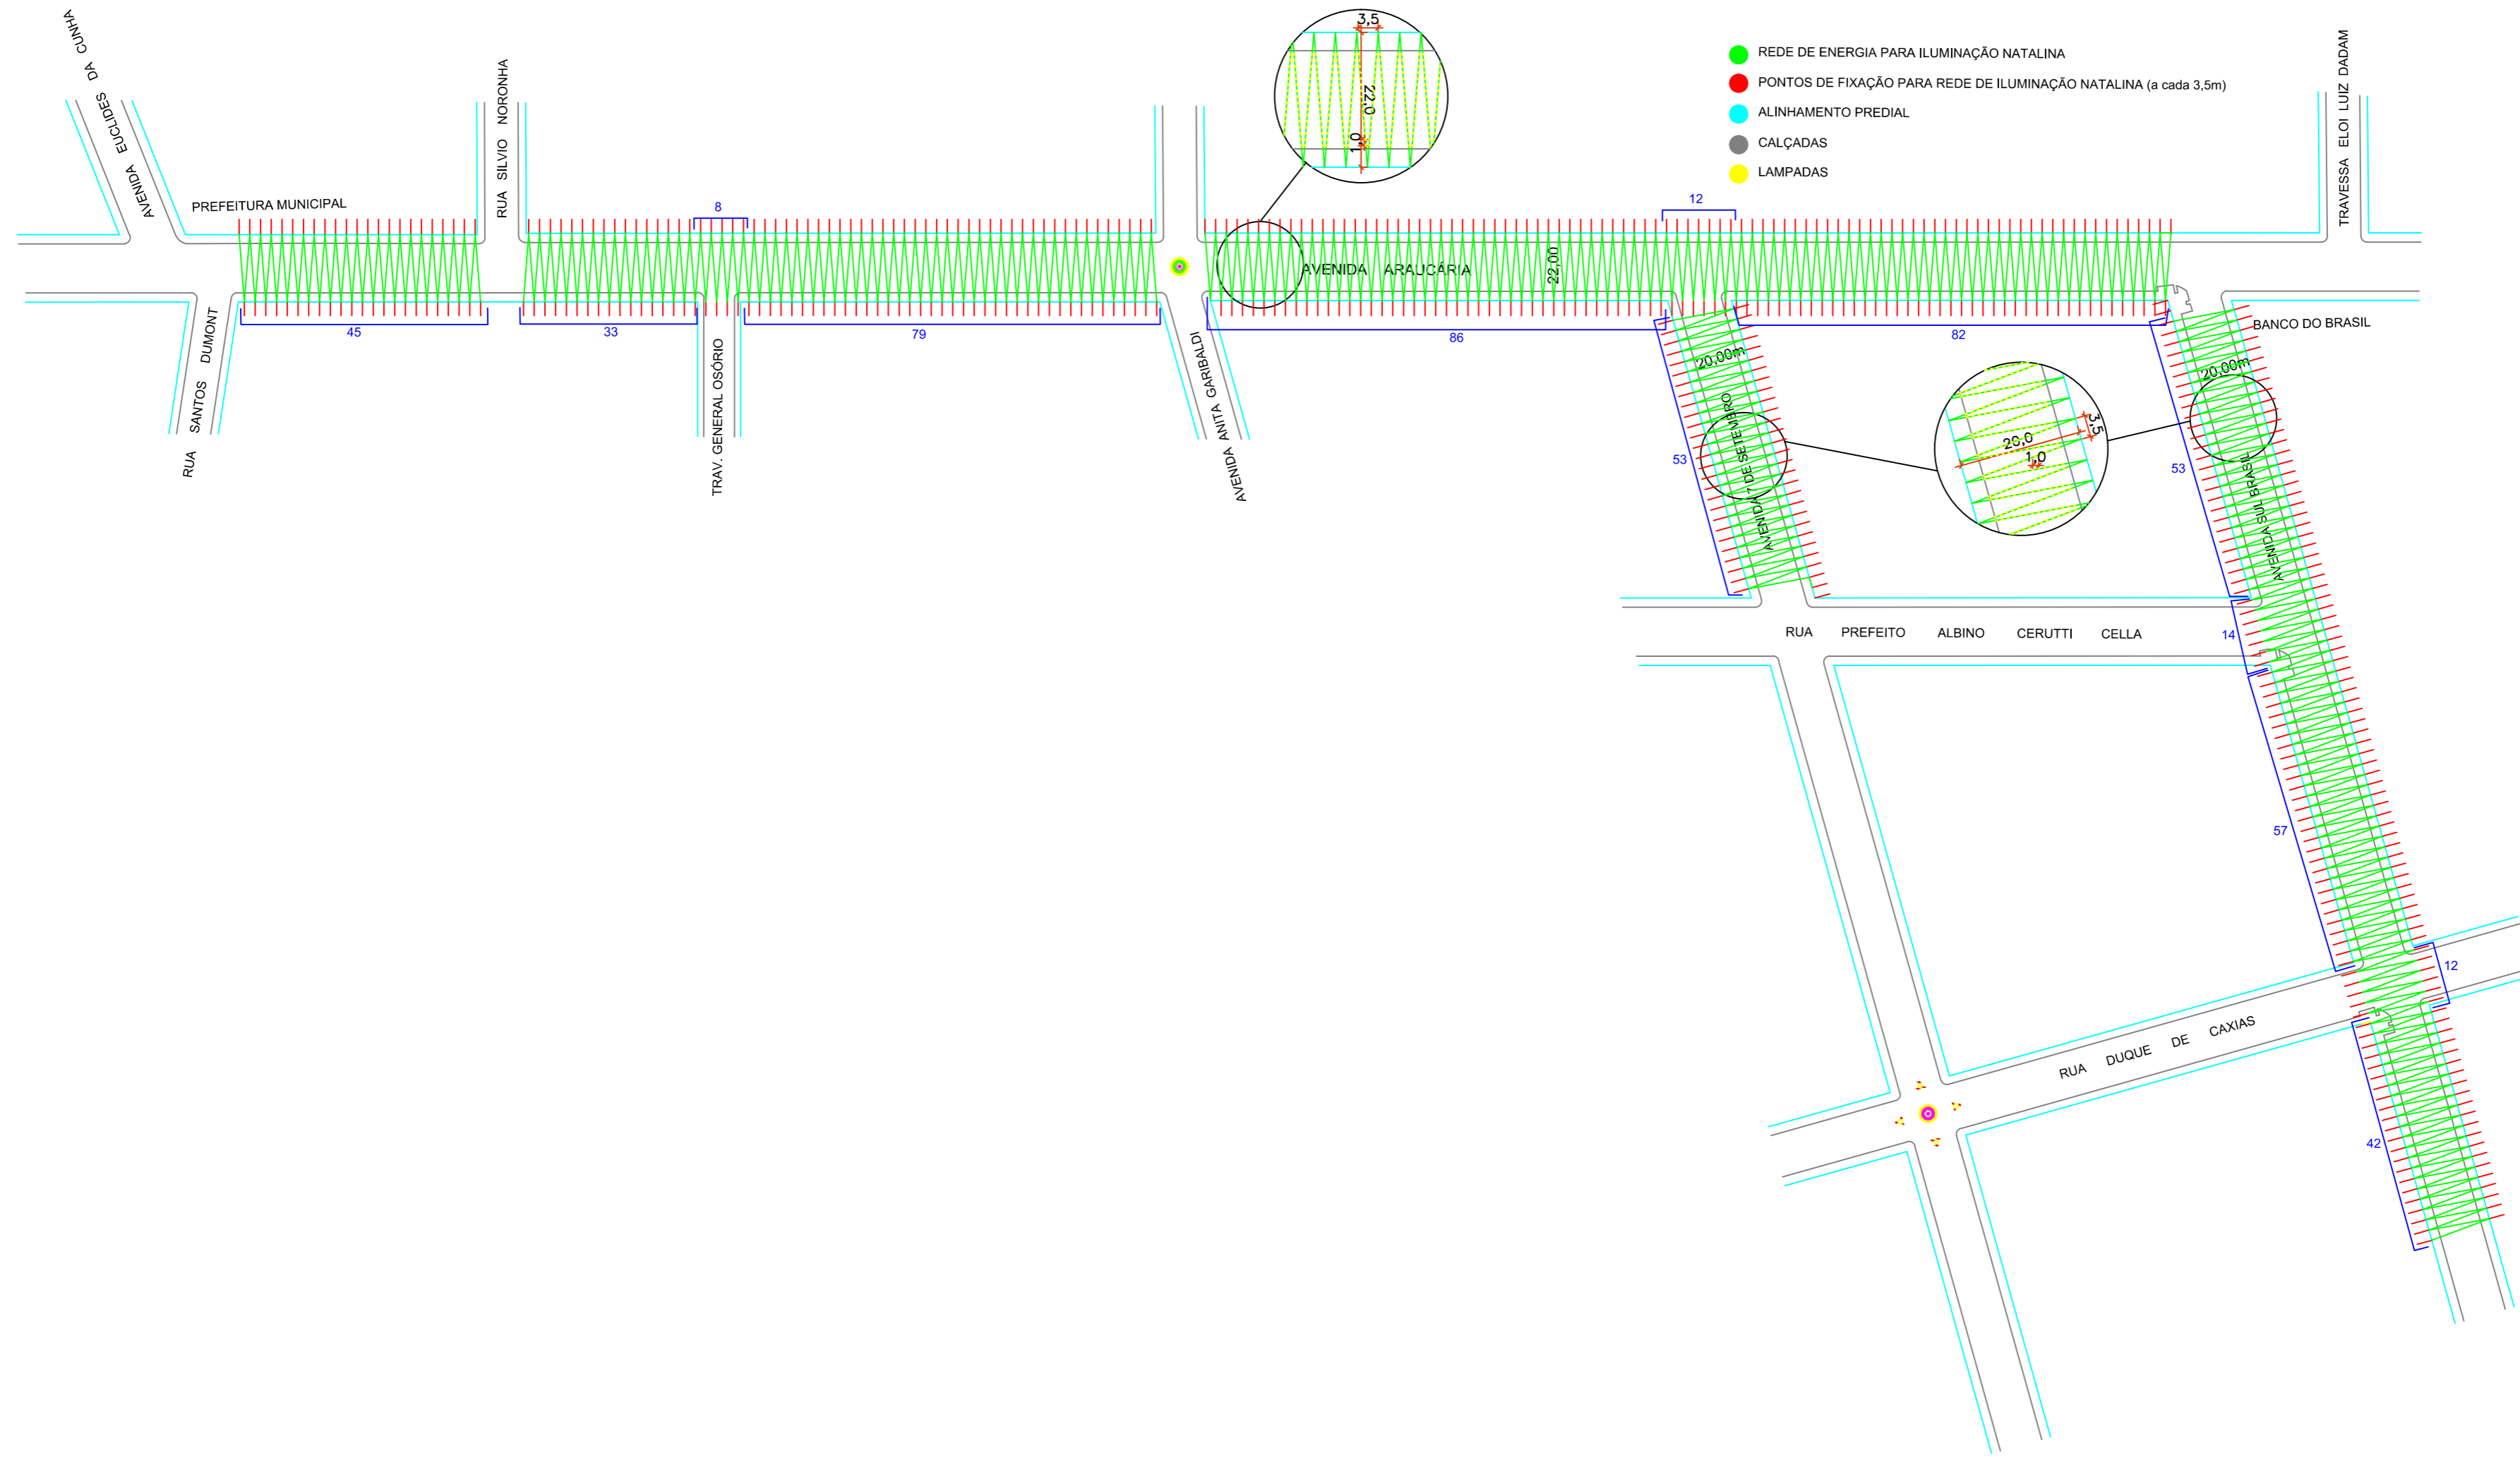 AVENIDA EUCLIDES DA CUNHA
PREFEITURA MUNICIPAL
RUA SILVIO NORONHA
3,5
22,0
1,0
REDE DE ENERGIA PARA ILUMINAÇÃO NATALINA
PONTOS DE FIXAÇÃO PARA REDE DE ILUMINAÇÃO NATALINA (a cada 3,5m)
ALINHAMENTO PREDIAL
CALÇADAS
LAMPADAS
TRAVESSA ELOI LUIZ DADAM
8
12
AVENIDA ARAUCÁRIA
22,00
RUA SANTOS DUMONT
45
33
TRAV. GENERAL OSÓRIO
79
AVENIDA ANITA GARIBALDI
86
82
BANCO DO BRASIL
20,00m
20,00m
AVENIDA 7 DE SETEMBRO
53
20,0
1,0
3,5
53
AVENIDA SUL BRASIL
RUA PREFEITO ALBINO CERUTTI CELLA
14
57
12
RUA DUQUE DE CAXIAS
42